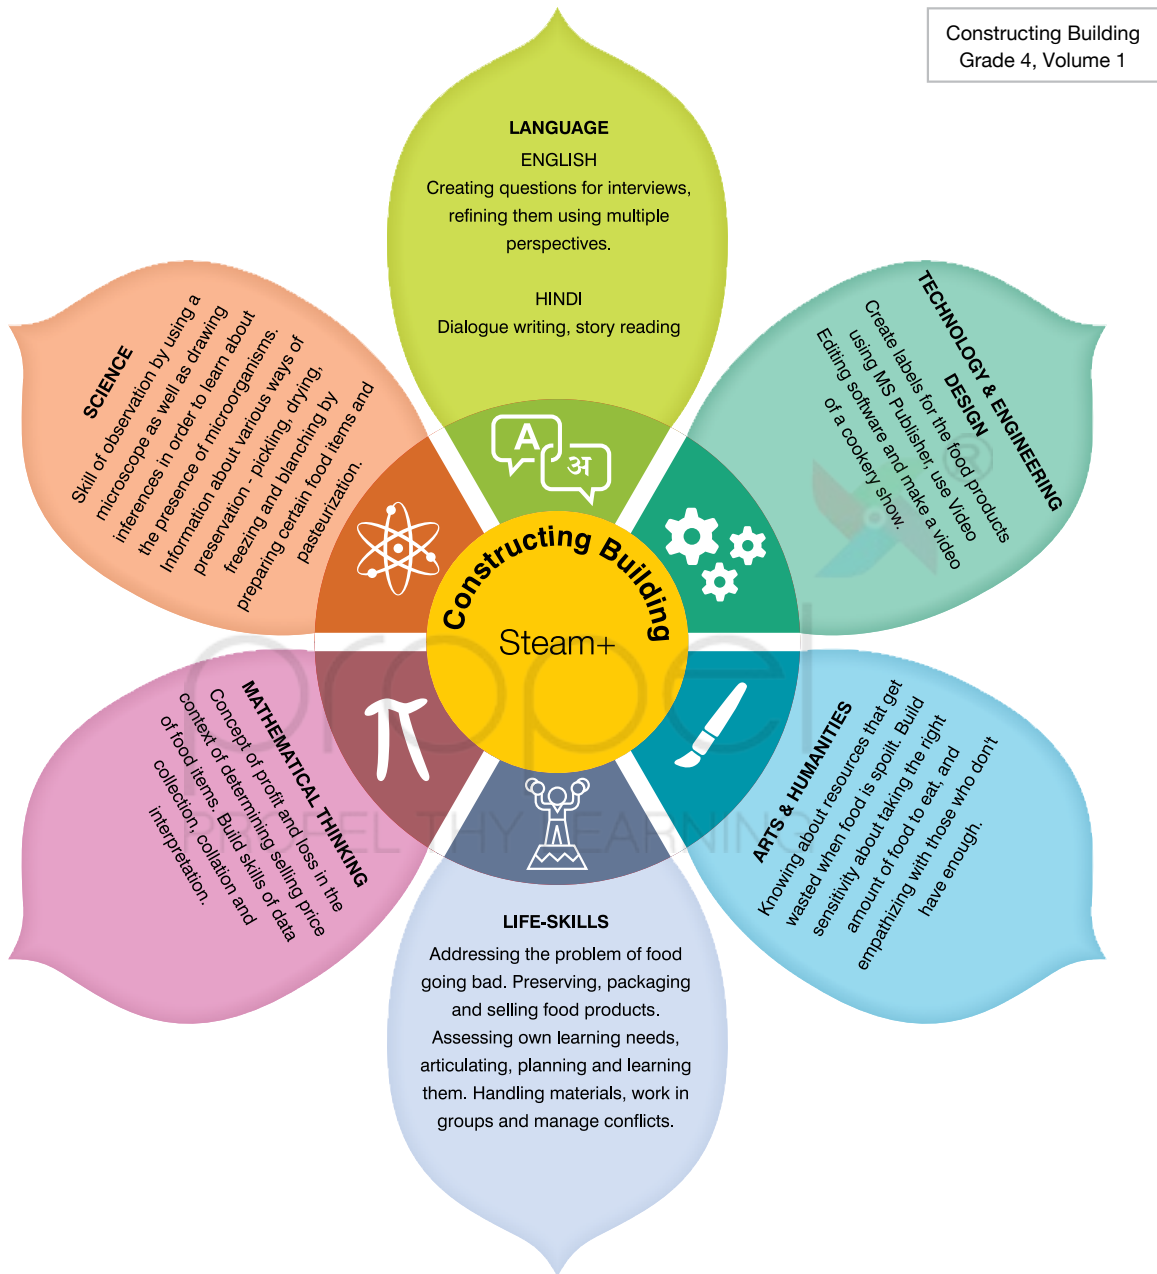 Constructing Building
Grade 4, Volume 1
LANGUAGE
ENGLISH
Creating questions for interviews,
refining them using multiple
perspectives.
HINDI
Dialogue writing, story reading
TECHNOLOGY & ENGINEERING
DESIGN
Create labels for the food products
using MS Publisher, use Video
Editing software and make a video
of a cookery show.
®
ARTS & HUMANITIES
Knowing about resources that get
wasted when food is spoilt. Build
sensitivity about taking the right
amount of food to eat, and
empathizing with those who don't
have enough.
LIFE-SKILLS
Addressing the problem of food
going bad. Preserving, packaging
and selling food products.
Assessing own learning needs,
articulating, planning and learning
them. Handling materials, work in
groups and manage conflicts.
MATHEMATICAL THINKING
Concept of profit and loss in the
context of determining selling price
of food items. Build skills of data
collection, collation and
interpretation.
SCIENCE
Skill of observation by using a
microscope as well as drawing
inferences in order to learn about
the presence of microorganisms.
Information about various ways of
preservation - pickling, drying,
freezing and blanching by
preparing certain food items and
pasteurization.
A
अ
π
Constructing Building
Steam+
propel
PROPEL THY LEARNING